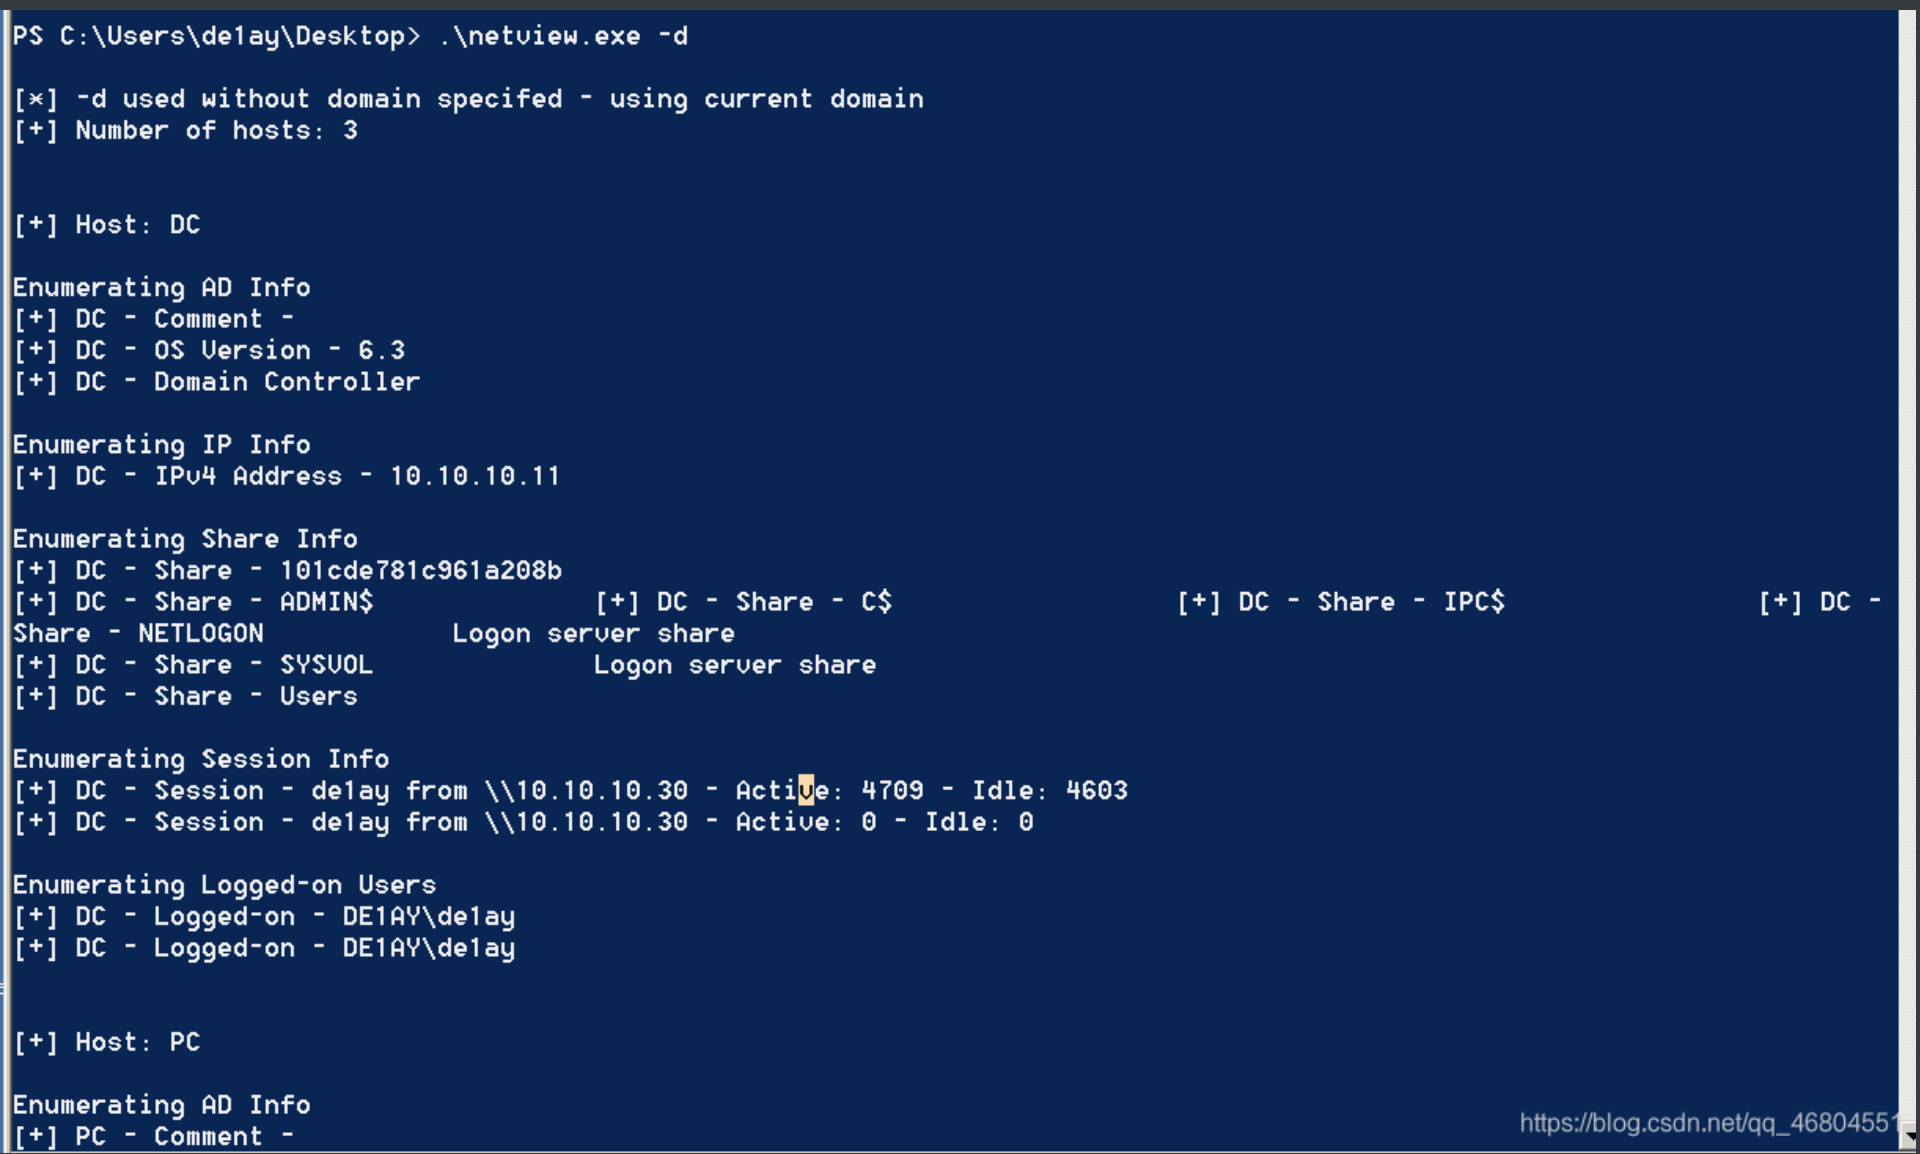 PS C:\Users\de1ay\Desktop> .\netview.exe -d
[*] -d used without domain specifed - using current domain
[+] Number of hosts: 3
[+] Host: DC
Enumerating AD Info
[+] DC - Comment -
[+] DC - OS Version - 6.3
[+] DC - Domain Controller
Enumerating IP Info
[+] DC - IPv4 Address - 10.10.10.11
Enumerating Share Info
[+] DC - Share - 101cde781c961a208b
[+] DC - Share - ADMIN$ [+] DC - Share - C$ [+] DC - Share - IPC$ [+] DC -
Share - NETLOGON Logon server share
[+] DC - Share - SYSVOL Logon server share
[+] DC - Share - Users
Enumerating Session Info
[+] DC - Session - de1ay from \\10.10.10.30 - Active: 4709 - Idle: 4603
[+] DC - Session - de1ay from \\10.10.10.30 - Active: 0 - Idle: 0
Enumerating Logged-on Users
[+] DC - Logged-on - DE1AY\de1ay
[+] DC - Logged-on - DE1AY\de1ay
[+] Host: PC
Enumerating AD Info
[+] PC - Comment -
https://blog.csdn.net/qq_46804551